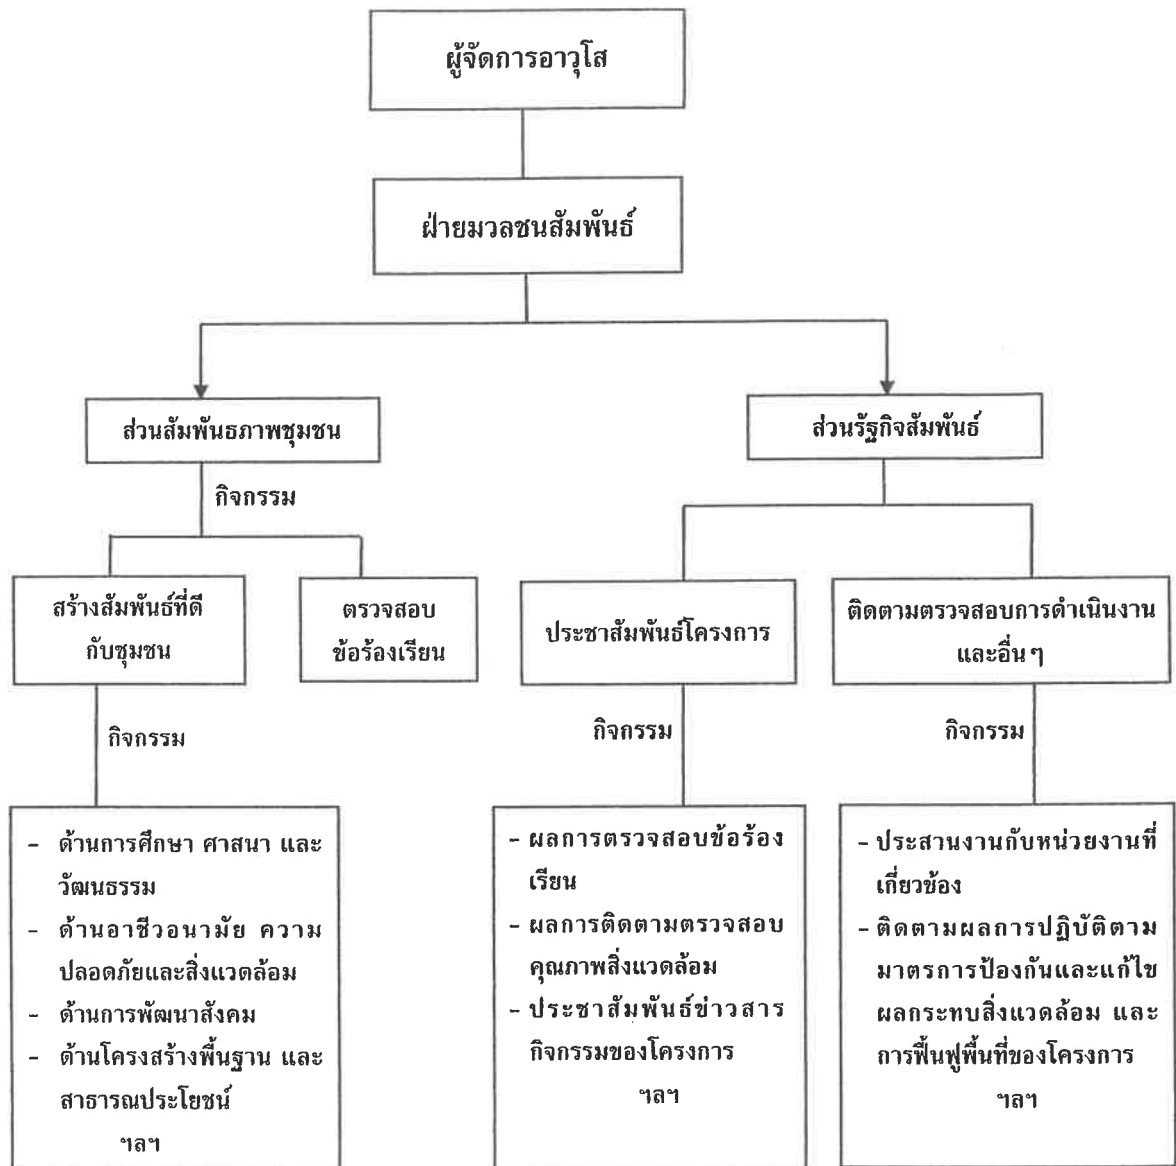 ผู้จัดการอาวุโส
ฝ่ายมวลชนสัมพันธ์
ส่วนสัมพันธภาพชุมชน
ส่วนรัฐกิจสัมพันธ์
กิจกรรม
สร้างสัมพันธ์ที่ดี
กับชุมชน
ตรวจสอบ
ข้อร้องเรียน
ประชาสัมพันธ์โครงการ
ติดตามตรวจสอบการดำเนินงาน
และอื่นๆ
กิจกรรม
กิจกรรม
กิจกรรม
- ด้านการศึกษา ศาสนา และ
วัฒนธรรม
- ด้านอาชีวอนามัย ความ
ปลอดภัยและสิ่งแวดล้อม
- ด้านการพัฒนาสังคม
- ด้านโครงสร้างพื้นฐาน และ
สาธารณประโยชน์
ฯลฯ
- ผลการตรวจสอบข้อร้อง
เรียน
- ผลการติดตามตรวจสอบ
คุณภาพสิ่งแวดล้อม
- ประชาสัมพันธ์ข่าวสาร
กิจกรรมของโครงการ
ฯลฯ
- ประสานงานกับหน่วยงานที่
เกี่ยวข้อง
- ติดตามผลการปฏิบัติตาม
มาตรการป้องกันและแก้ไข
ผลกระทบสิ่งแวดล้อม และ
การฟื้นฟูพื้นที่ของโครงการ
ฯลฯ